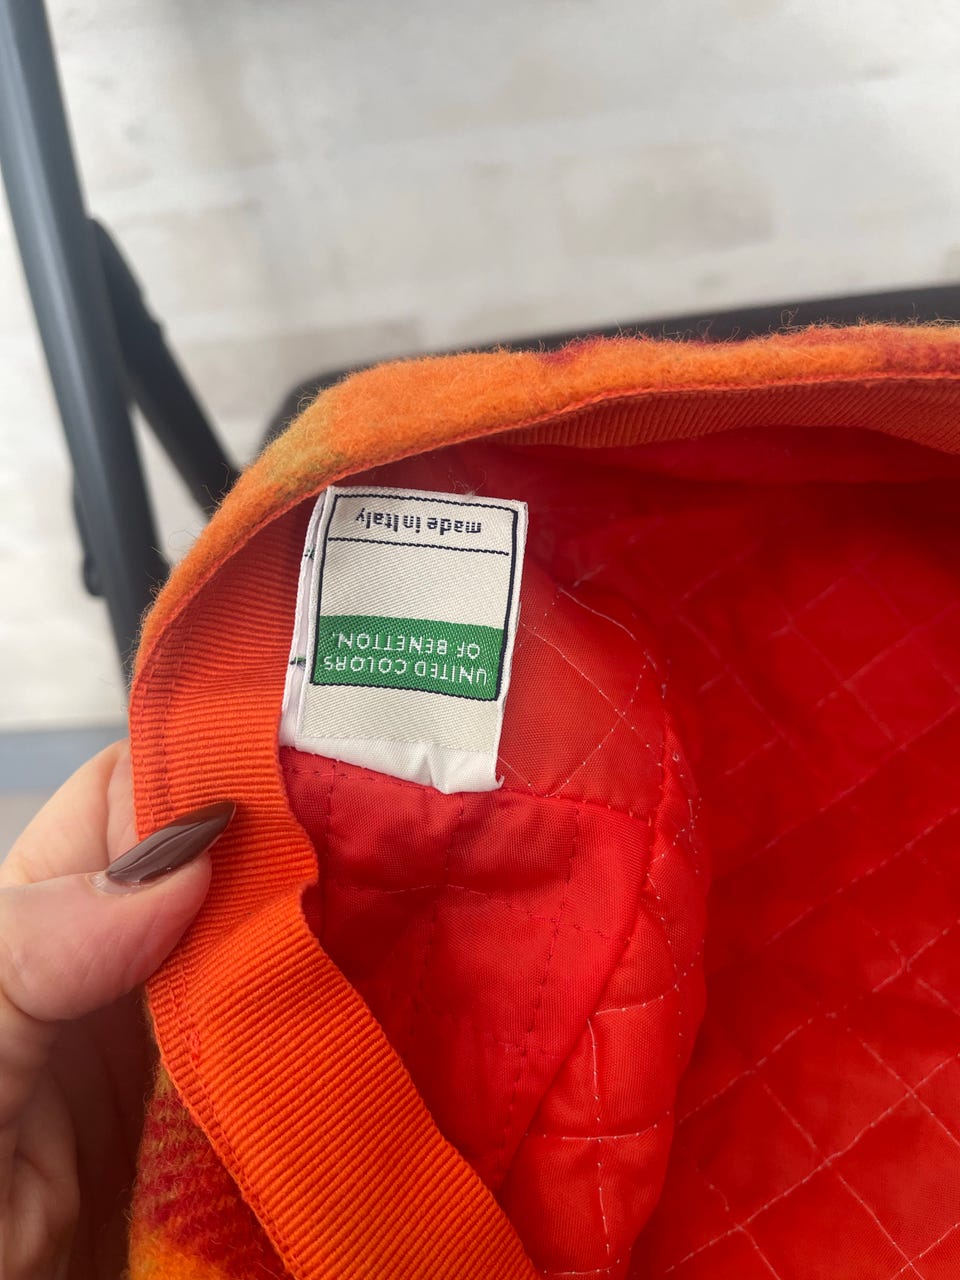 UNITED COLORS
OF BENETTON.
made in Italy